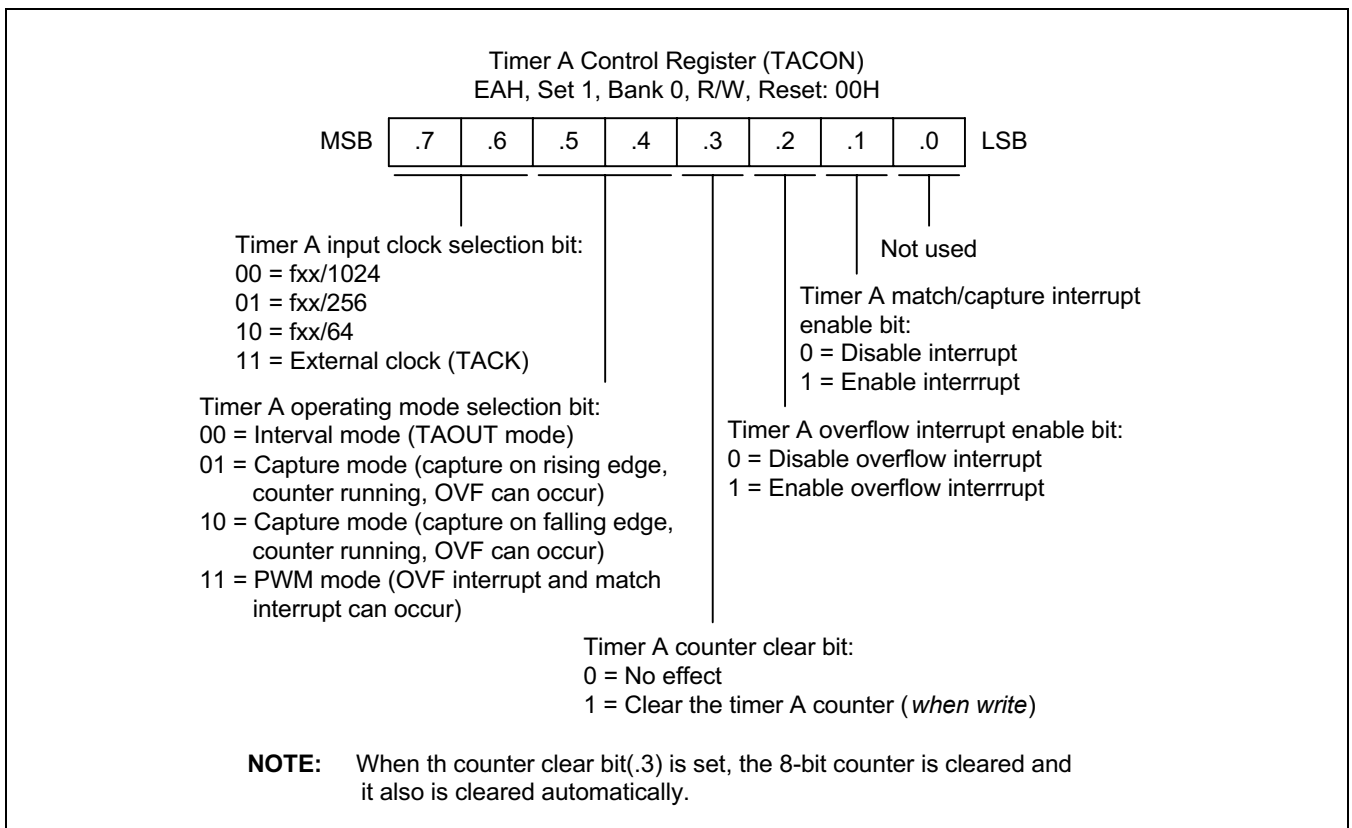 Timer A Control Register (TACON)
EAH, Set 1, Bank 0, R/W, Reset: 00H
MSB .7 .6 .5 .4 .3 .2 .1 .0 LSB
Timer A input clock selection bit:
00 = fxx/1024
01 = fxx/256
10 = fxx/64
11 = External clock (TACK)
Not used
Timer A match/capture interrupt
enable bit:
0 = Disable interrupt
1 = Enable interrrupt
Timer A operating mode selection bit:
00 = Interval mode (TAOUT mode)
01 = Capture mode (capture on rising edge,
counter running, OVF can occur)
10 = Capture mode (capture on falling edge,
counter running, OVF can occur)
11 = PWM mode (OVF interrupt and match
interrupt can occur)
Timer A overflow interrupt enable bit:
0 = Disable overflow interrupt
1 = Enable overflow interrrupt
Timer A counter clear bit:
0 = No effect
1 = Clear the timer A counter (when write)
NOTE: When th counter clear bit(.3) is set, the 8-bit counter is cleared and
it also is cleared automatically.